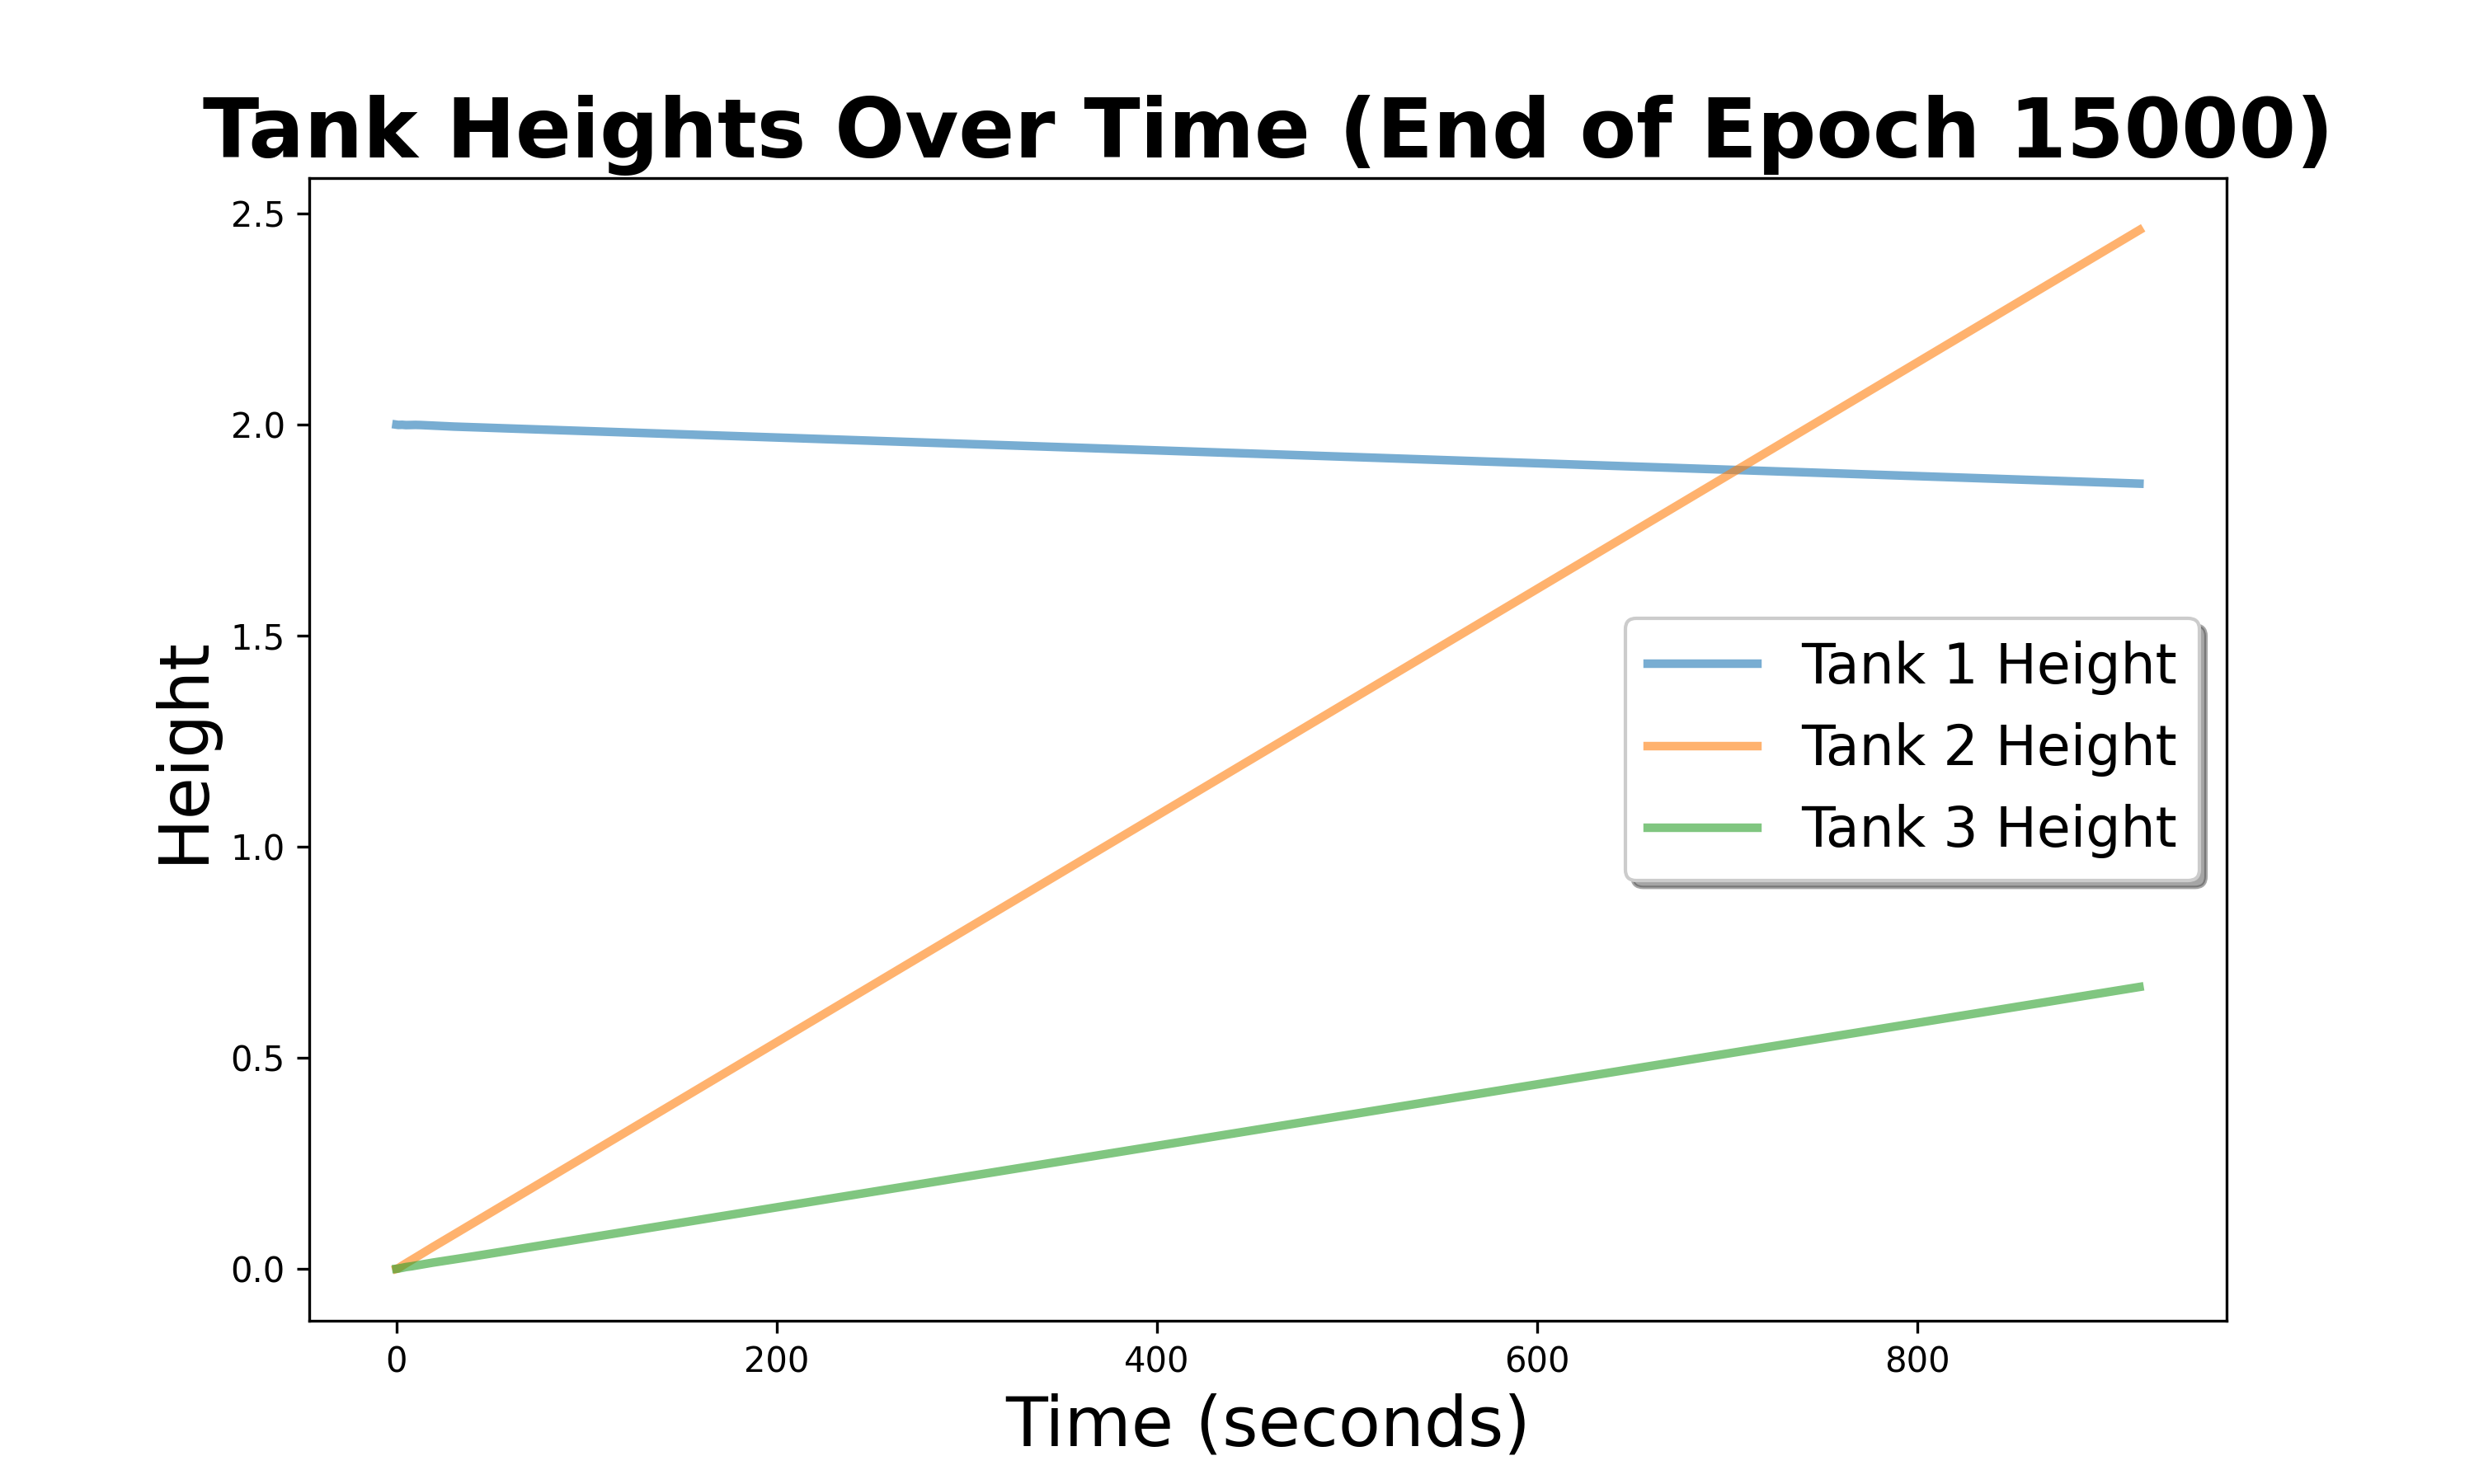 Tank Heights Over Time (End of Epoch 15000)
2.5
2.0
1.5
1.0
0.5
0.0
Height
Tank 1 Height
Tank 2 Height
Tank 3 Height
0 200 400 600 800
Time (seconds)